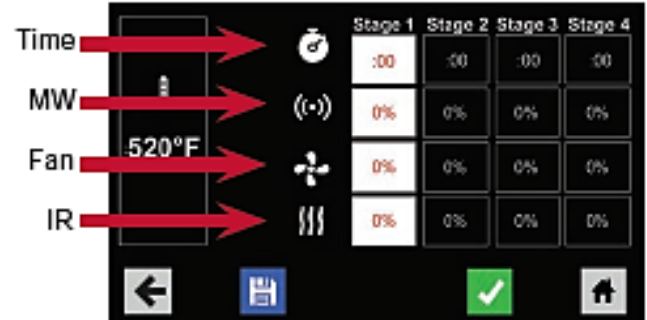 Stage 1 Stage 2 Stage 3 Stage 4
Time :00 :00 :00 :00
MW 0% 0% 0% 0%
520°F
Fan 0% 0% 0% 0%
IR 0% 0% 0% 0%